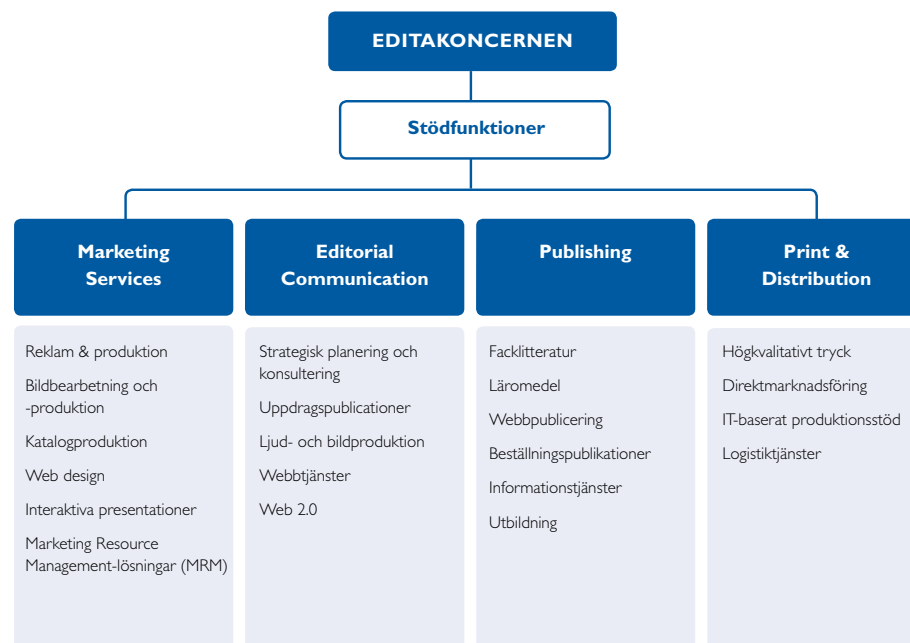 EDITAKONCERNEN
Stödfunktioner
Marketing
Services
Reklam & produktion
Bildbearbetning och
-produktion
Katalogproduktion
Web design
Interaktiva presentationer
Marketing Resource
Management-lösningar (MRM)
Editorial
Communication
Strategisk planering och
konsultering
Uppdragspublicationer
Ljud- och bildproduktion
Webbtjänster
Web 2.0
Publishing
Facklitteratur
Läromedel
Webbpublicering
Beställningspublikationer
Informationstjänster
Utbildning
Print &
Distribution
Högkvalitativt tryck
Direktmarknadsföring
IT-baserat produktionsstöd
Logistiktjänster